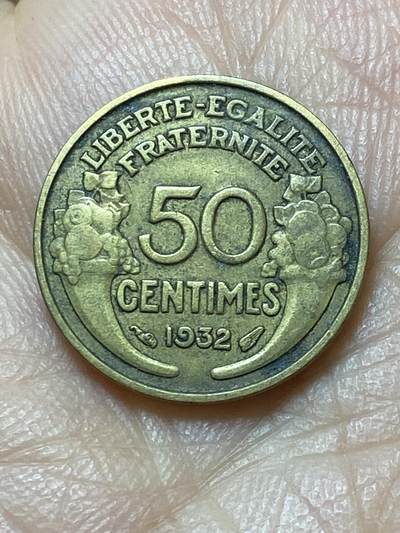 LIBERTE-EGALITE
FRATERNITE
50
CENTIMES
1932